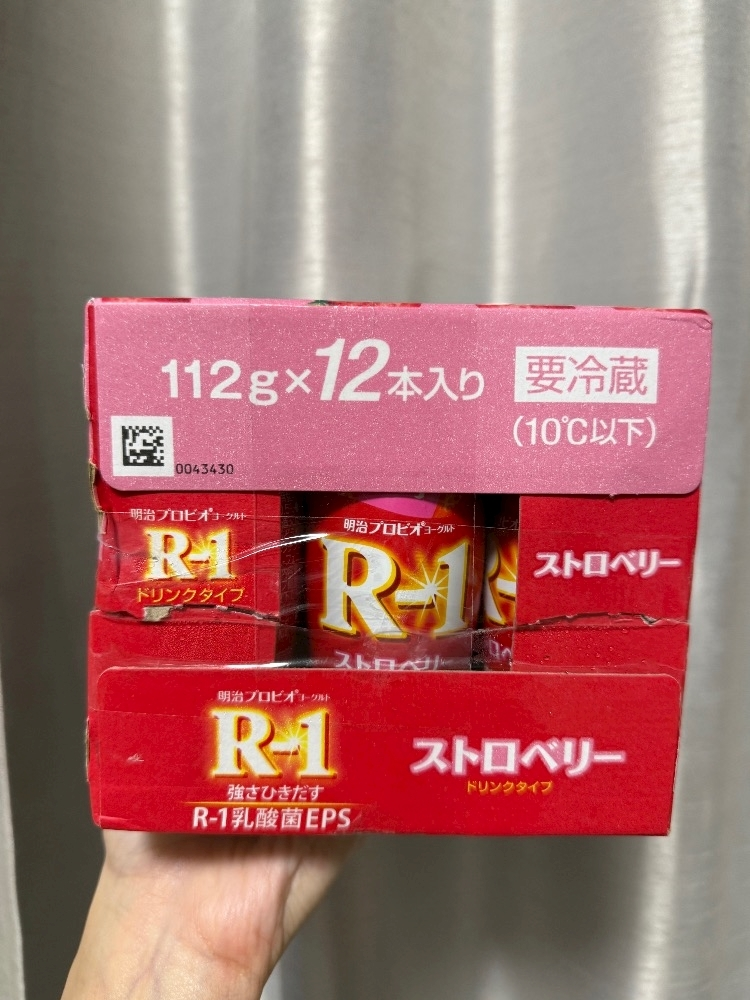 112g×12本入り
要冷蔵
(10℃以下)
0043430
明治プロビオヨーグルト
R-1
ドリンクタイプ
明治プロビオヨーグルト
R-1
ストロベリー
ストロベリー
明治プロビオヨーグルト
R-1
強さひきだす
R-1乳酸菌EPS
ストロベリー
ドリンクタイプ